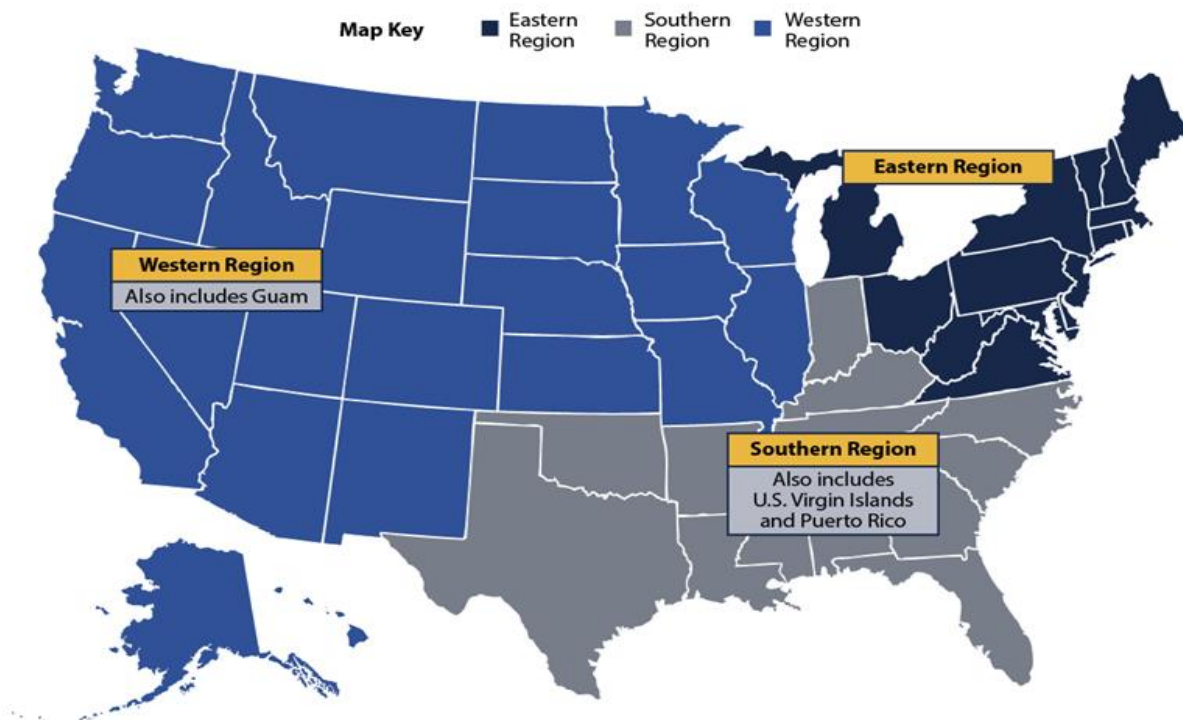 Map Key
Eastern
Region
Southern
Region
Western
Region
Eastern Region
Western Region
Also includes Guam
Southern Region
Also includes
U.S. Virgin Islands
and Puerto Rico